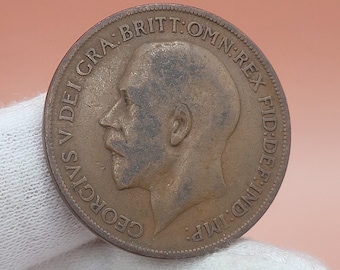 GEORGIVS V DEI GRA: BRITT: OMN: REX FID: DEF: IND: IMP: